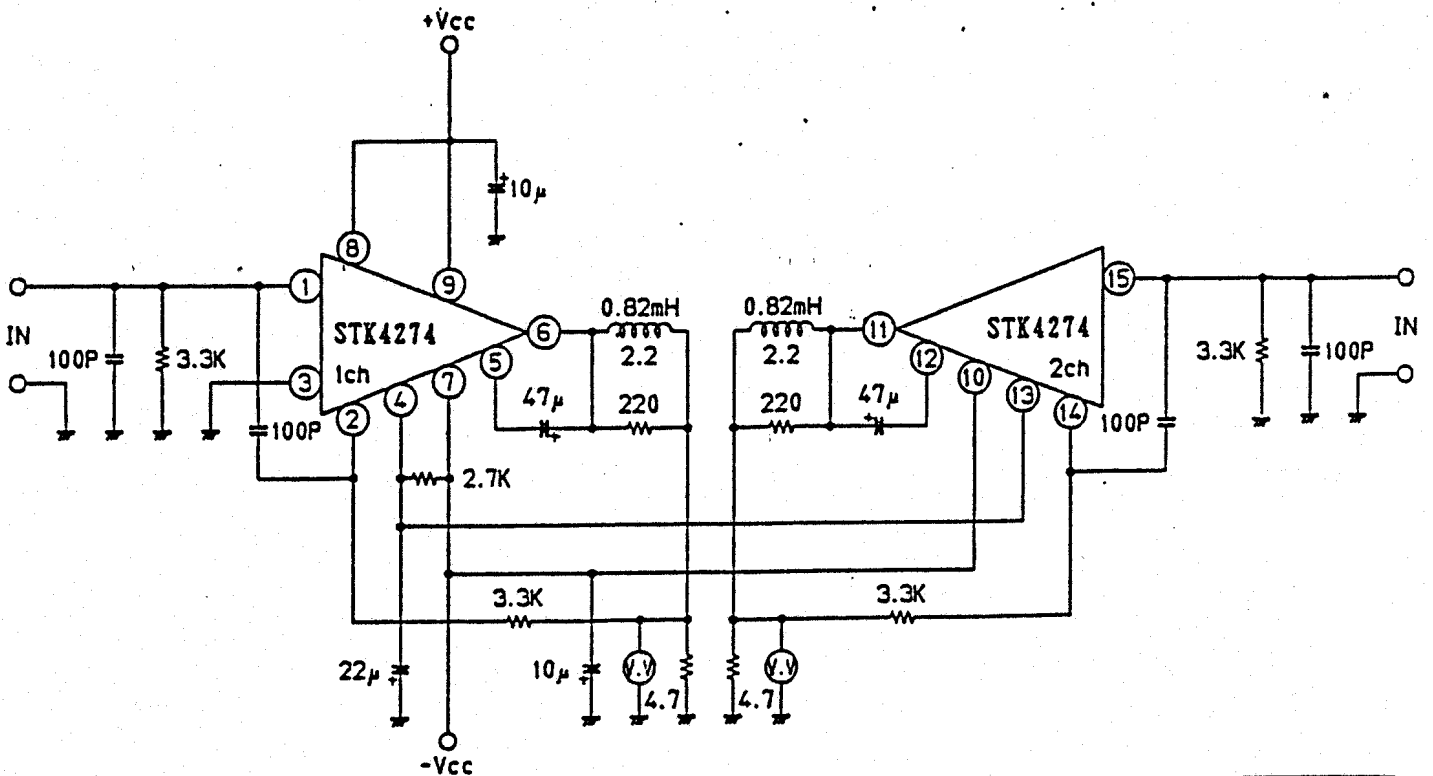 +Vcc
+ 10μ
8
9
1
IN
100P
3.3K
STK4274
1ch
3
2
4
7
5
6
0.82mH
2.2
47μ
+
220
100P
2.7K
0.82mH
2.2
11
12
10
13
14
15
STK4274
2ch
47μ
+
220
100P
3.3K
100P
IN
3.3K
3.3K
22μ +
10μ +
V.V
4.7
4.7
V.V
-Vcc